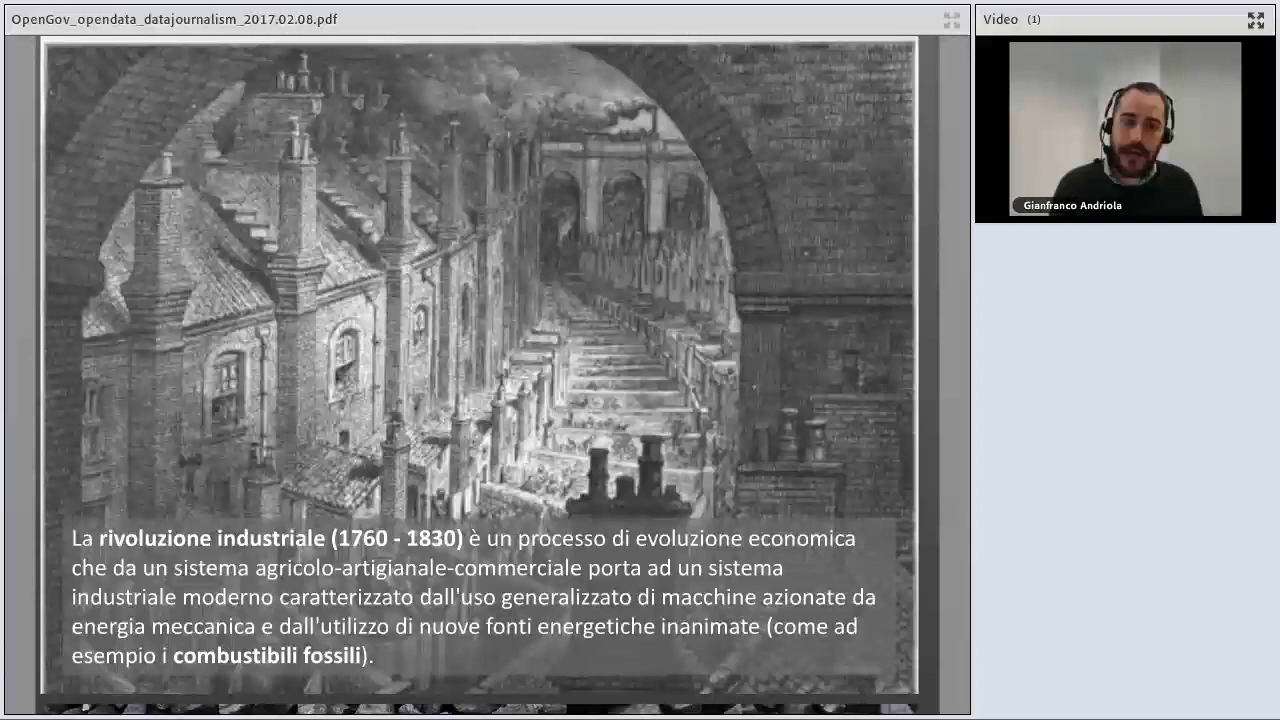 OpenGov_opendata_datajournalism_2017.02.08.pdf
Video (1)
Gianfranco Andriola
La rivoluzione industriale (1760 - 1830) è un processo di evoluzione economica
che da un sistema agricolo-artigianale-commerciale porta ad un sistema
industriale moderno caratterizzato dall'uso generalizzato di macchine azionate da
energia meccanica e dall'utilizzo di nuove fonti energetiche inanimate (come ad
esempio i combustibili fossili).